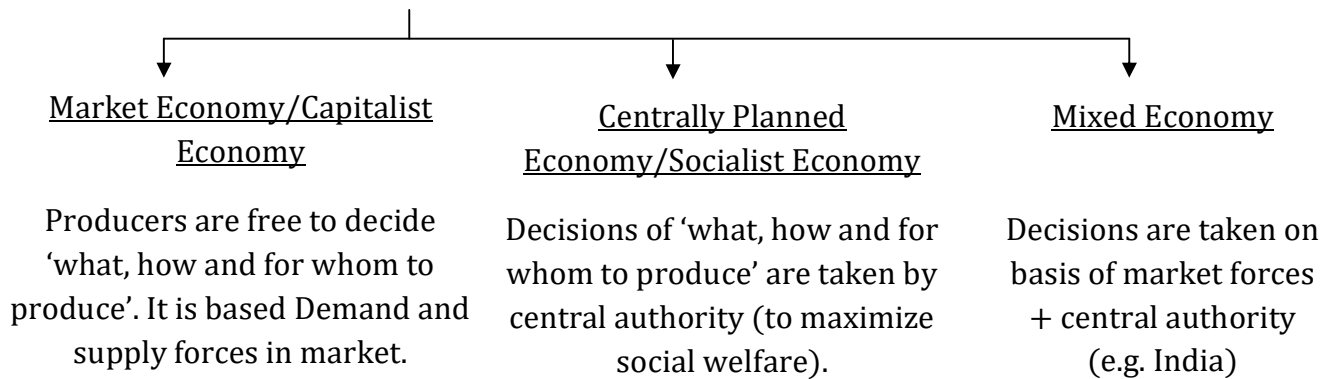 Market Economy/Capitalist
Economy
Producers are free to decide
‘what, how and for whom to
produce’. It is based Demand and
supply forces in market.
Centrally Planned
Economy/Socialist Economy
Decisions of ‘what, how and for
whom to produce’ are taken by
central authority (to maximize
social welfare).
Mixed Economy
Decisions are taken on
basis of market forces
+ central authority
(e.g. India)